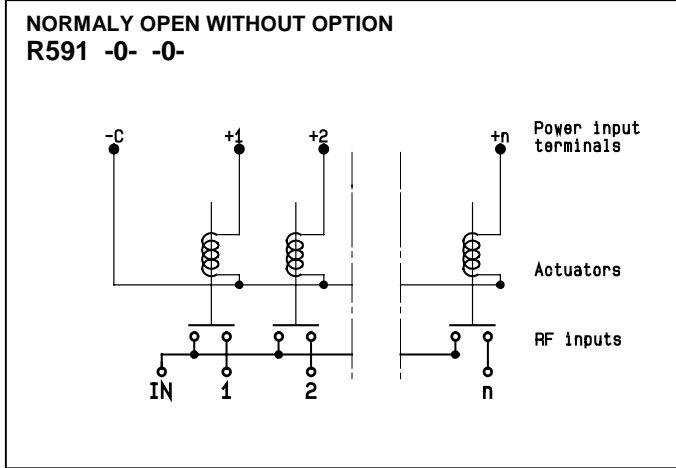 NORMALY OPEN WITHOUT OPTION
R591 -0- -0-
-C +1 +2 +n Power input
terminals
Actuators
RF inputs
IN 1 2 n